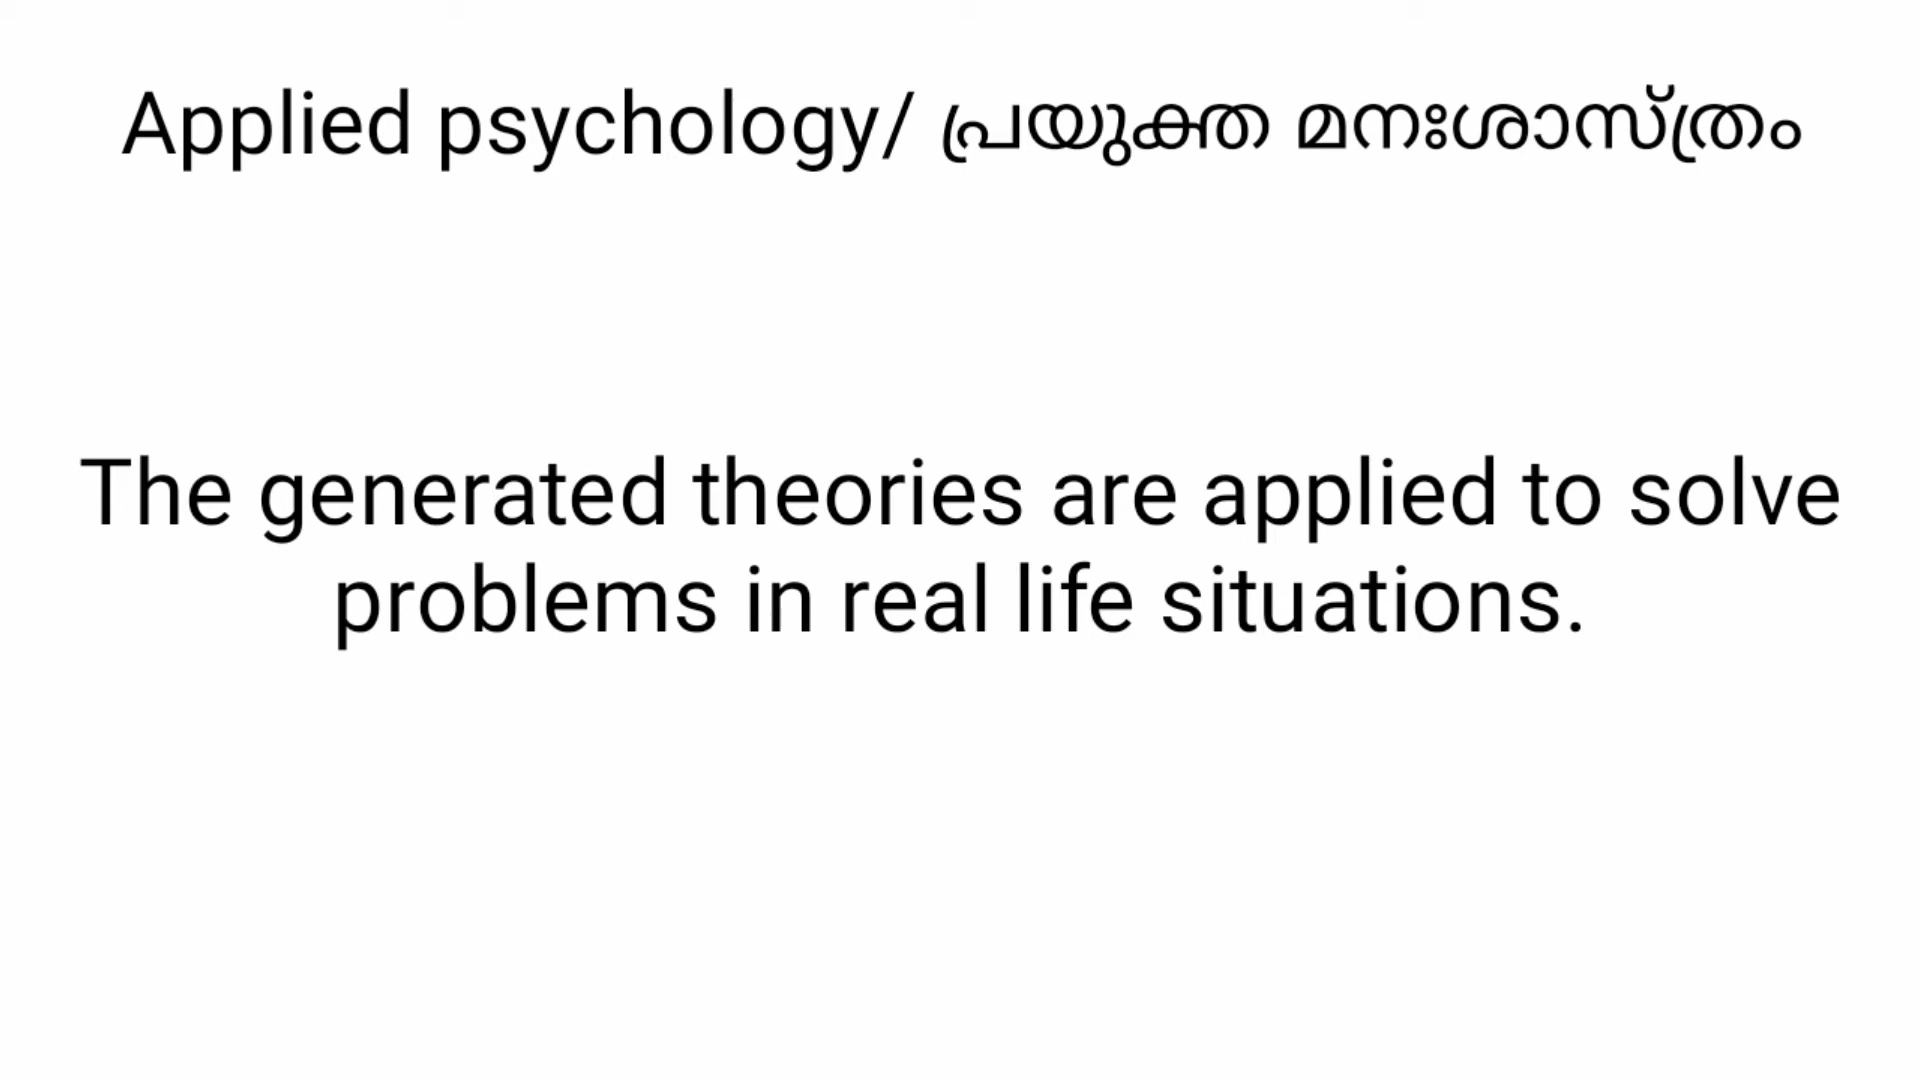 Applied psychology/ പ്രയുക്ത മനഃശാസ്ത്രം
The generated theories are applied to solve
problems in real life situations.